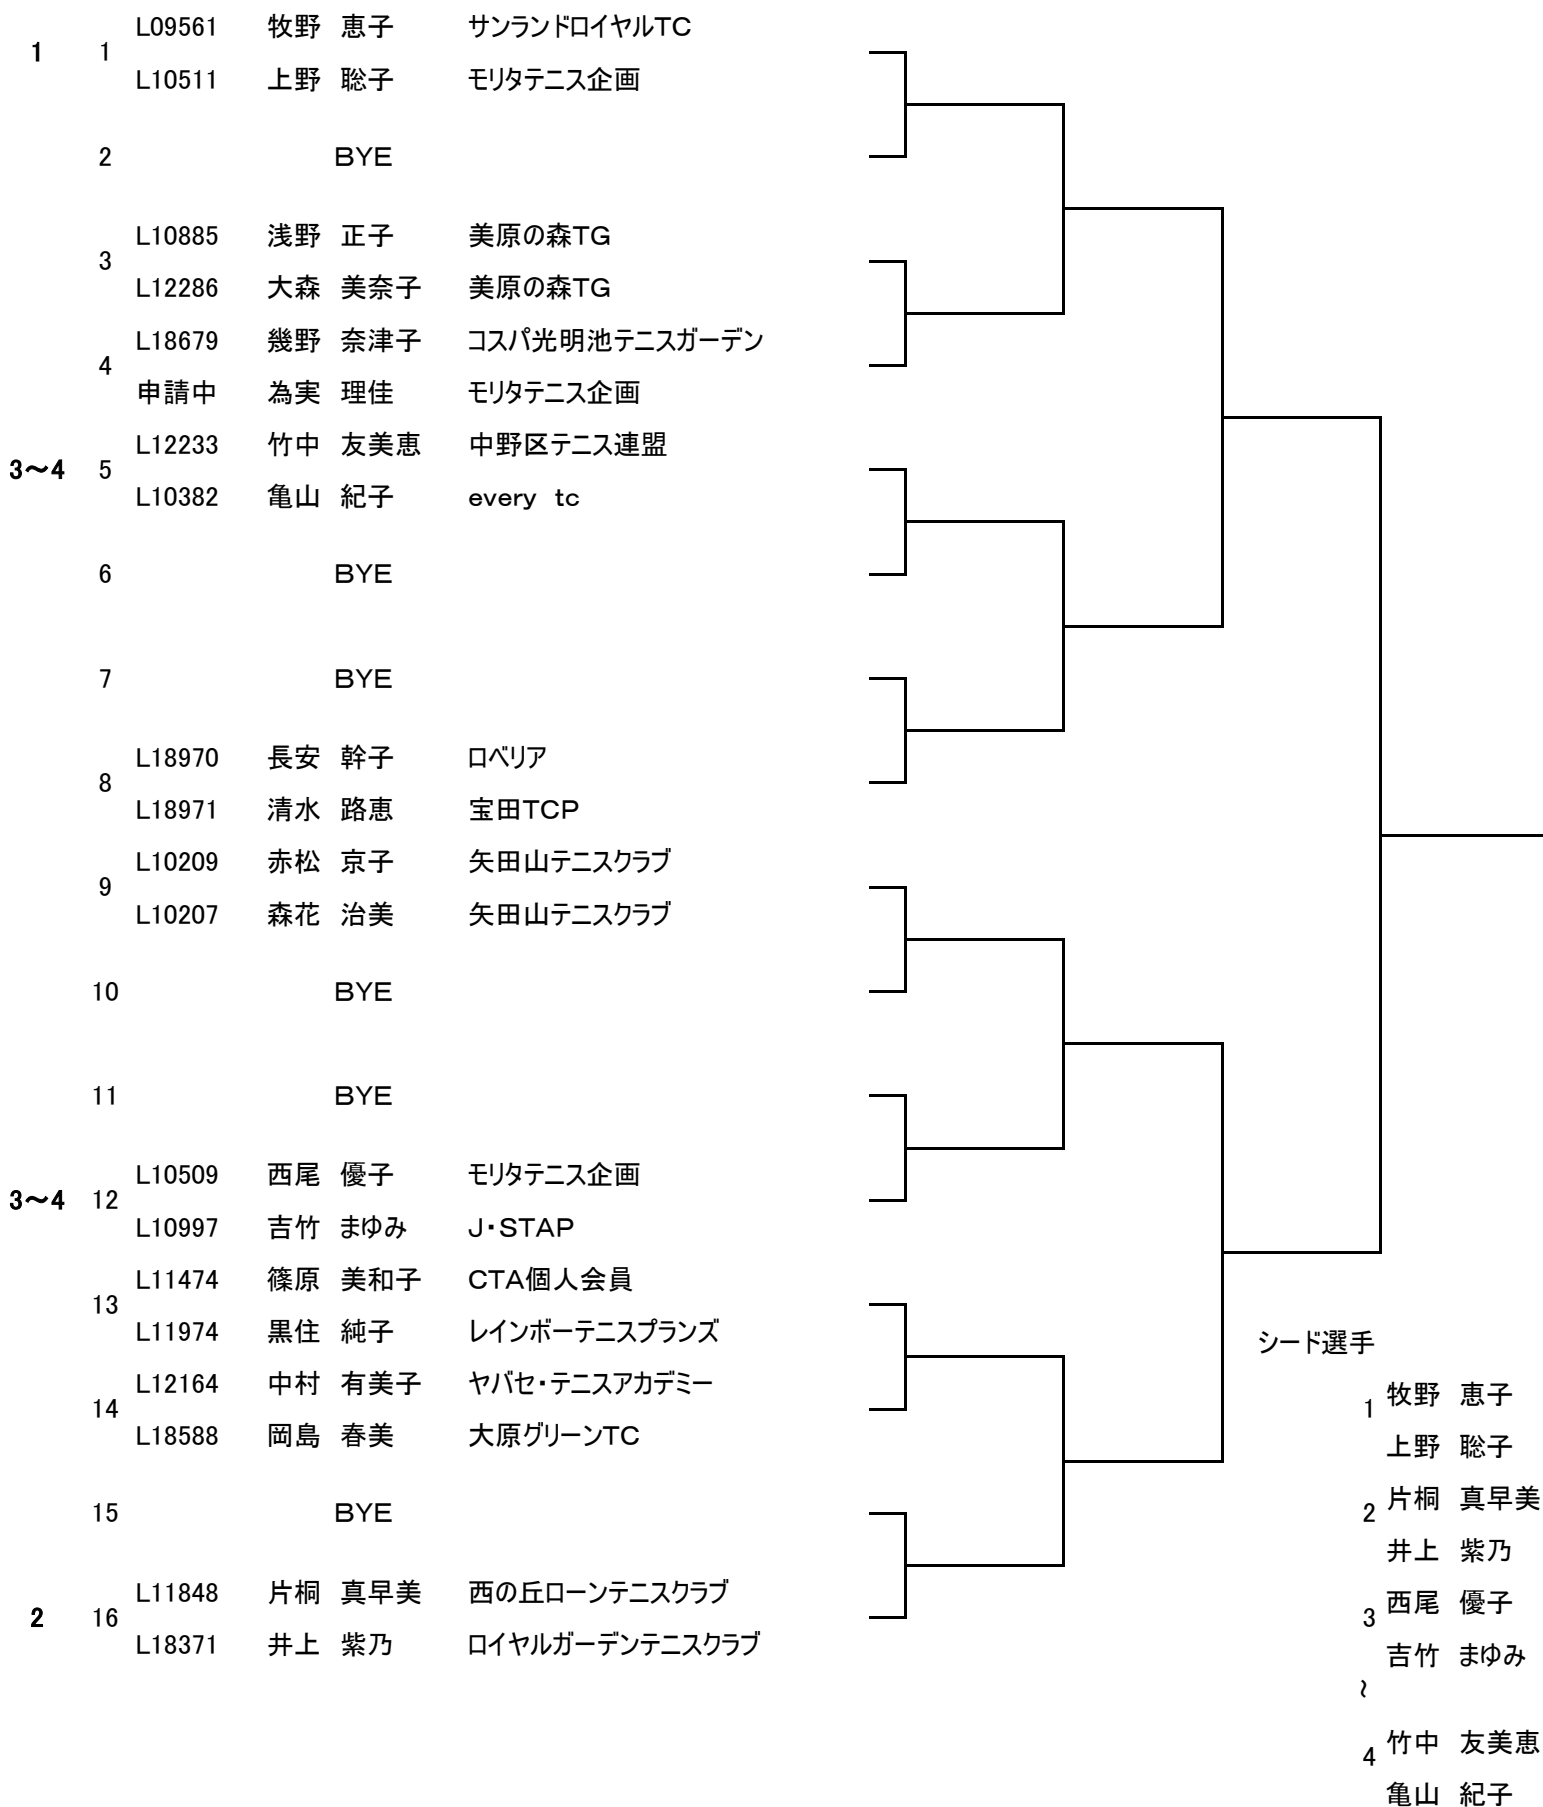 L09561 牧野 恵子 サンランドロイヤルTC
1 1
L10511 上野 聡子 モリタテニス企画
2 BYE
L10885 浅野 正子 美原の森TG
3
L12286 大森 美奈子 美原の森TG
L18679 幾野 奈津子 コスパ光明池テニスガーデン
4
申請中 為実 理佳 モリタテニス企画
L12233 竹中 友美恵 中野区テニス連盟
3～4 5
L10382 亀山 紀子 every tc
6 BYE
7 BYE
L18970 長安 幹子 ロベリア
8
L18971 清水 路恵 宝田TCP
L10209 赤松 京子 矢田山テニスクラブ
9
L10207 森花 治美 矢田山テニスクラブ
10 BYE
11 BYE
L10509 西尾 優子 モリタテニス企画
3～4 12
L10997 吉竹 まゆみ J・STAP
L11474 篠原 美和子 CTA個人会員
13
L11974 黒住 純子 レインボーテニスプランズ
L12164 中村 有美子 ヤバセ・テニスアカデミー
14
L18588 岡島 春美 大原グリーンTC
15 BYE
L11848 片桐 真早美 西の丘ローンテニスクラブ
2 16
L18371 井上 紫乃 ロイヤルガーデンテニスクラブ
シード選手
1 牧野 恵子
上野 聡子
2 片桐 真早美
井上 紫乃
3 西尾 優子
吉竹 まゆみ
～
4 竹中 友美恵
亀山 紀子